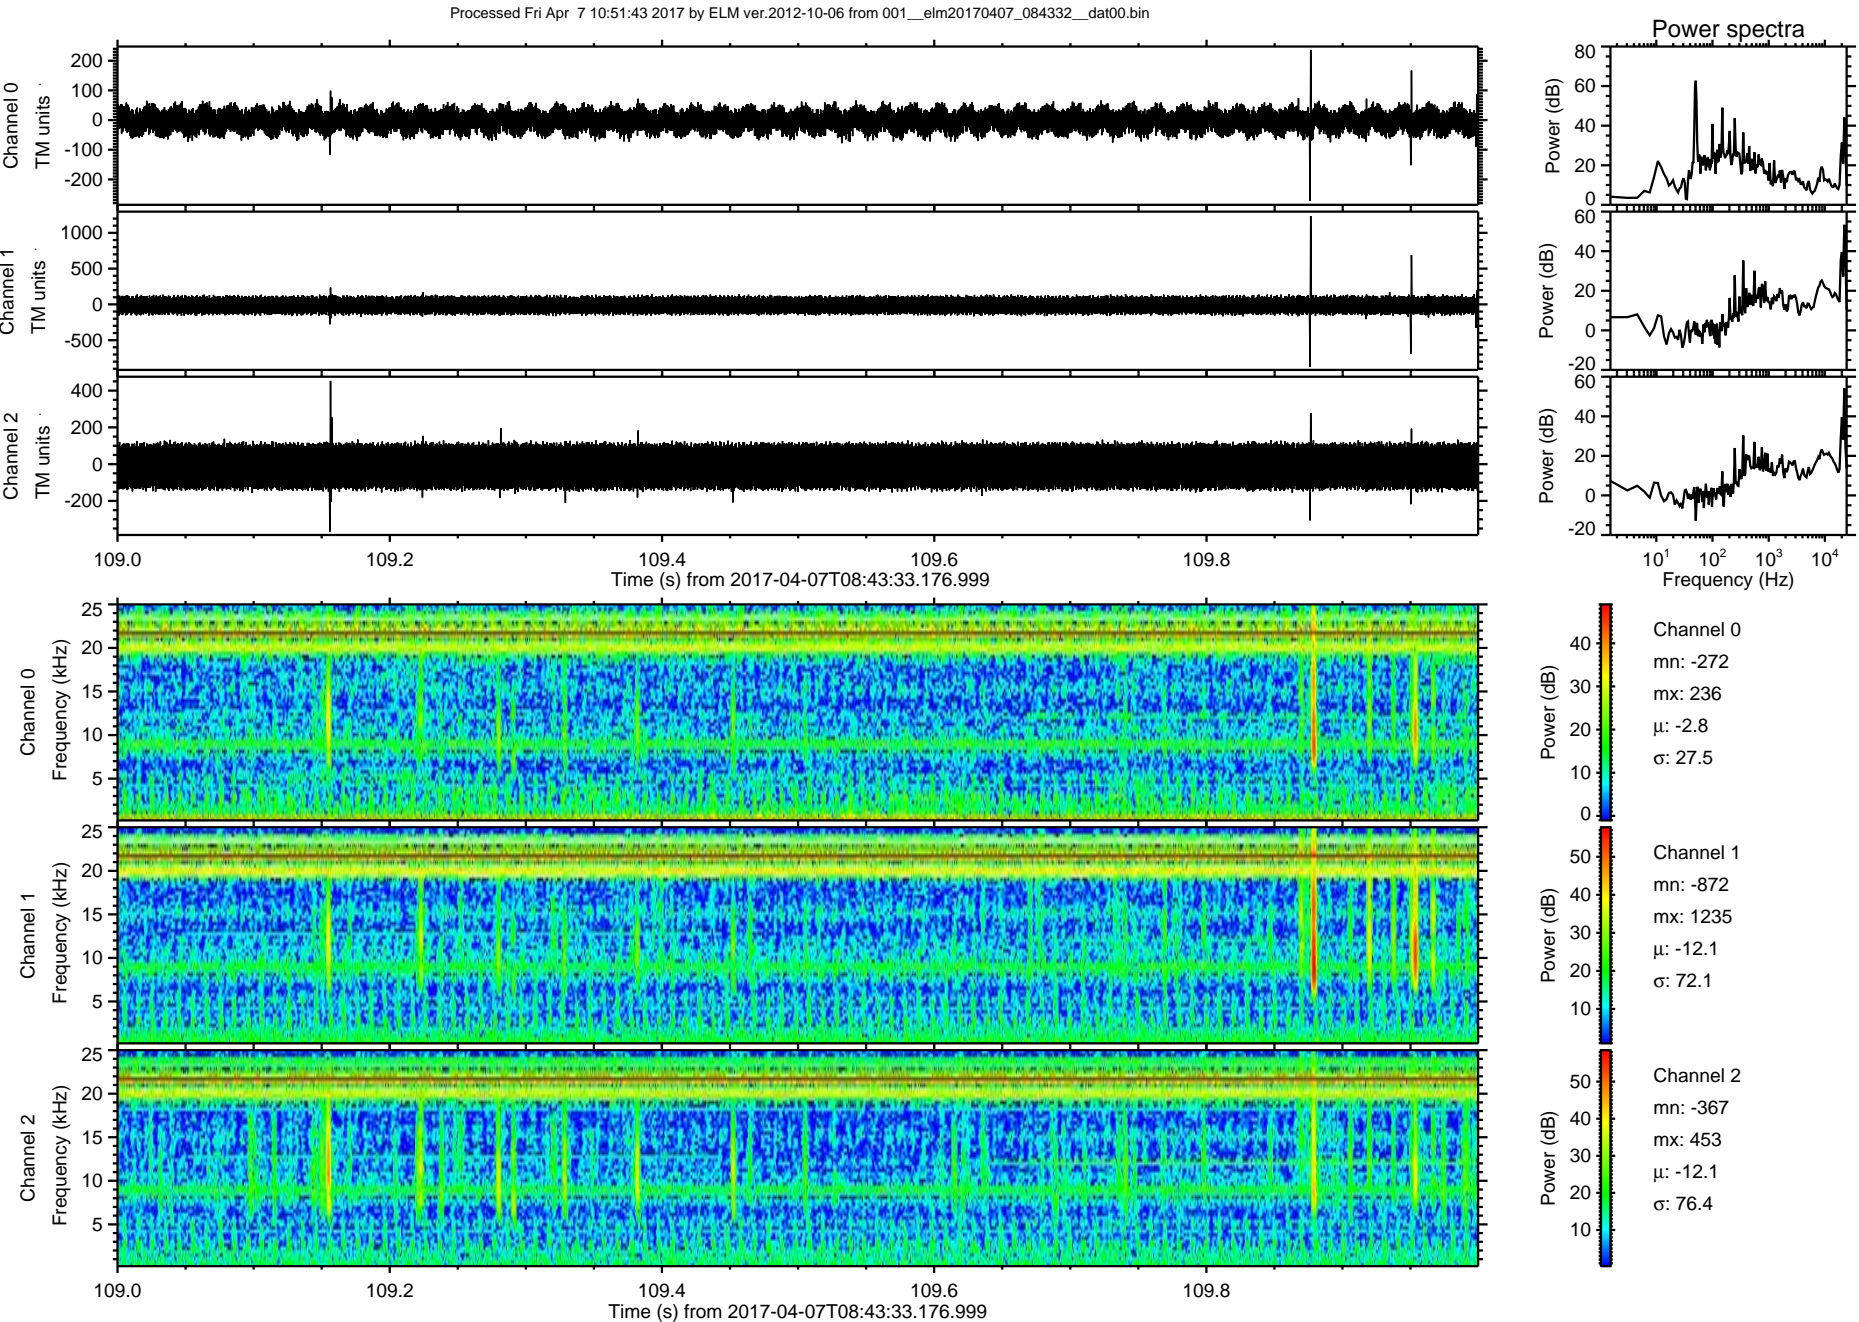 Processed Fri Apr  7 10:51:43 2017 by ELM ver.2012-10-06 from 001__elm20170407_084332__dat00.bin
Power spectra
Channel 0
TM units
200
100
0
-100
-200
Power (dB)
80
60
40
20
0
Channel 1
TM units
1000
500
0
-500
Power (dB)
60
40
20
0
-20
Channel 2
TM units
400
200
0
-200
Power (dB)
60
40
20
0
-20
109.0
109.2
109.4
109.6
109.8
Time (s) from 2017-04-07T08:43:33.176.999
10¹
10²
10³
10⁴
Frequency (Hz)
Channel 0
Frequency (kHz)
25
20
15
10
5
Power (dB)
40
30
20
10
0
Channel 0
mn: -272
mx: 236
µ: -2.8
σ: 27.5
Channel 1
Frequency (kHz)
25
20
15
10
5
Power (dB)
50
40
30
20
10
Channel 1
mn: -872
mx: 1235
µ: -12.1
σ: 72.1
Channel 2
Frequency (kHz)
25
20
15
10
5
Power (dB)
50
40
30
20
10
Channel 2
mn: -367
mx: 453
µ: -12.1
σ: 76.4
109.0
109.2
109.4
109.6
109.8
Time (s) from 2017-04-07T08:43:33.176.999